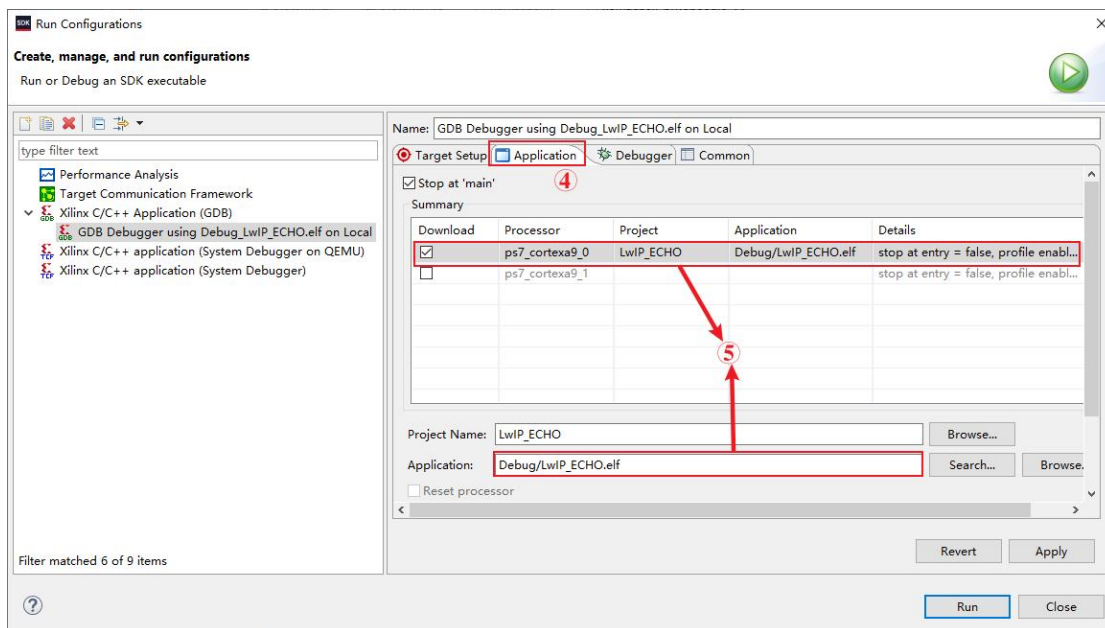 SDK Run Configurations
Create, manage, and run configurations
Run or Debug an SDK executable
type filter text
Performance Analysis
Target Communication Framework
Xilinx C/C++ Application (GDB)
GDB Debugger using Debug_LwIP_ECHO.elf on Local
Xilinx C/C++ application (System Debugger on QEMU)
Xilinx C/C++ application (System Debugger)
Filter matched 6 of 9 items
Name: GDB Debugger using Debug_LwIP_ECHO.elf on Local
Target Setup Application Debugger Common
④
Stop at 'main'
Summary
Download Processor Project Application Details
ps7_cortexa9_0 LwIP_ECHO Debug/LwIP_ECHO.elf stop at entry = false, profile enabl...
ps7_cortexa9_1 stop at entry = false, profile enabl...
⑤
Project Name: LwIP_ECHO Browse...
Application: Debug/LwIP_ECHO.elf Search... Browse.
Reset processor
Revert Apply
Run Close